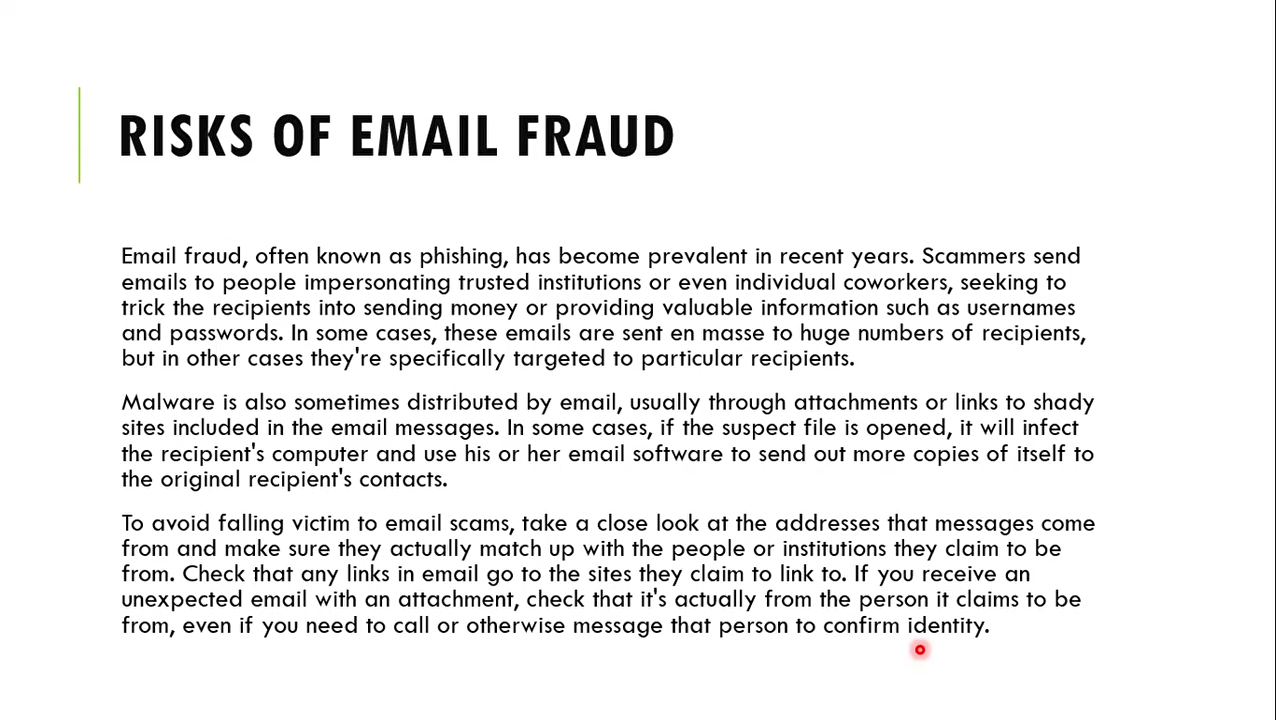 RISKS OF EMAIL FRAUD
Email fraud, often known as phishing, has become prevalent in recent years. Scammers send
emails to people impersonating trusted institutions or even individual coworkers, seeking to
trick the recipients into sending money or providing valuable information such as usernames
and passwords. In some cases, these emails are sent en masse to huge numbers of recipients,
but in other cases they're specifically targeted to particular recipients.
Malware is also sometimes distributed by email, usually through attachments or links to shady
sites included in the email messages. In some cases, if the suspect file is opened, it will infect
the recipient's computer and use his or her email software to send out more copies of itself to
the original recipient's contacts.
To avoid falling victim to email scams, take a close look at the addresses that messages come
from and make sure they actually match up with the people or institutions they claim to be
from. Check that any links in email go to the sites they claim to link to. If you receive an
unexpected email with an attachment, check that it's actually from the person it claims to be
from, even if you need to call or otherwise message that person to confirm identity.